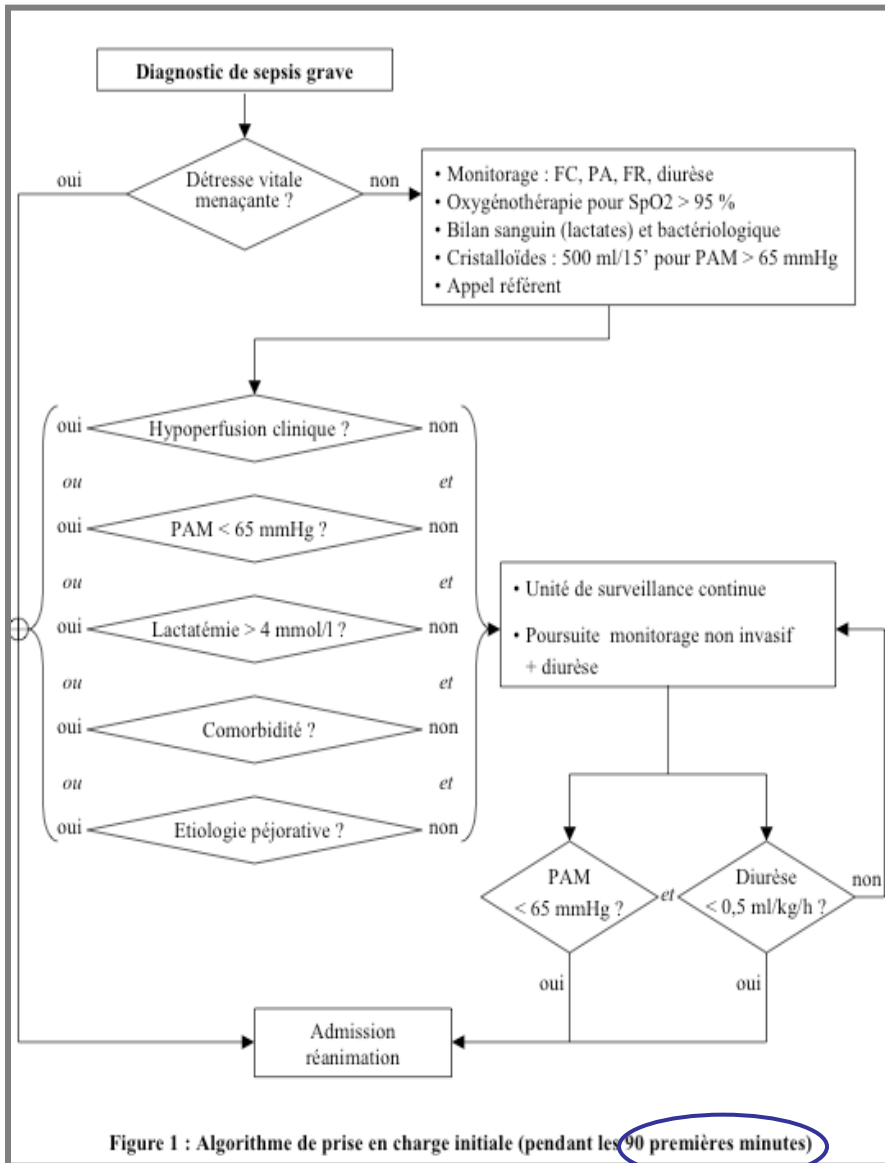 Diagnostic de sepsis grave
oui
Détresse vitale
menaçante ?
non
• Monitorage : FC, PA, FR, diurèse
• Oxygénothérapie pour SpO2 > 95 %
• Bilan sanguin (lactates) et bactériologique
• Cristalloïdes : 500 ml/15’ pour PAM > 65 mmHg
• Appel référent
oui Hypoperfusion clinique ? non
ou et
oui PAM < 65 mmHg ? non
ou et
oui Lactatémie > 4 mmol/l ? non
ou et
oui Comorbidité ? non
ou et
oui Etiologie péjorative ? non
• Unité de surveillance continue
• Poursuite monitorage non invasif
+ diurèse
PAM
< 65 mmHg ?
et
Diurèse
< 0,5 ml/kg/h ?
non
oui
oui
Admission
réanimation
Figure 1 : Algorithme de prise en charge initiale (pendant les 90 premières minutes)